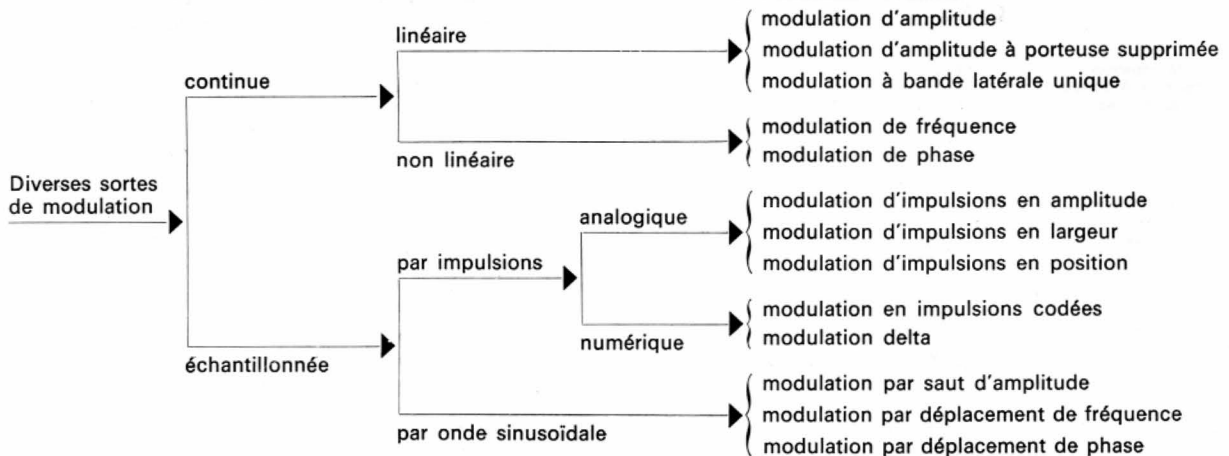 Diverses sortes
de modulation
continue
linéaire
modulation d'amplitude
modulation d'amplitude à porteuse supprimée
modulation à bande latérale unique
non linéaire
modulation de fréquence
modulation de phase
échantillonnée
par impulsions
analogique
modulation d'impulsions en amplitude
modulation d'impulsions en largeur
modulation d'impulsions en position
numérique
modulation en impulsions codées
modulation delta
par onde sinusoïdale
modulation par saut d'amplitude
modulation par déplacement de fréquence
modulation par déplacement de phase